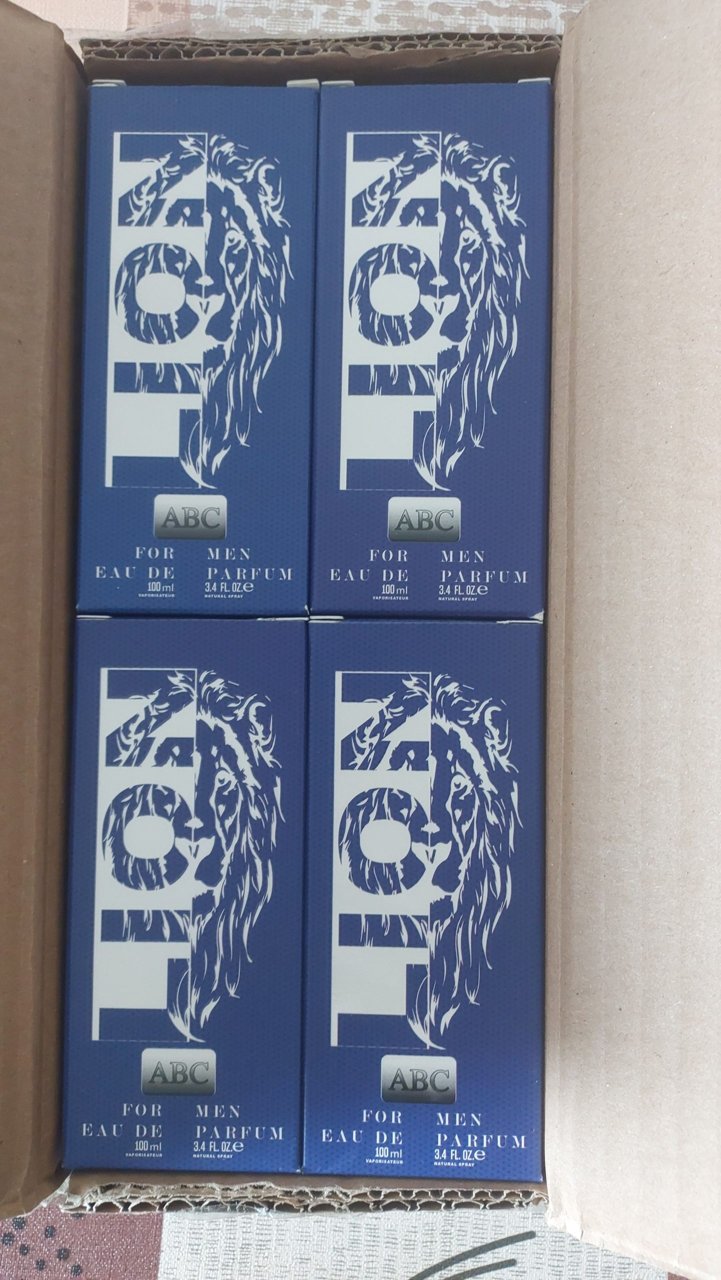 LION
ABC
FOR MEN
EAU DE PARFUM
100 ml 3.4 FL. OZ.e
VAPORISATEUR NATURAL SPRAY
LION
ABC
FOR MEN
EAU DE PARFUM
100 ml 3.4 FL. OZ.e
VAPORISATEUR NATURAL SPRAY
LION
ABC
FOR MEN
EAU DE PARFUM
100 ml 3.4 FL. OZ.e
VAPORISATEUR NATURAL SPRAY
LION
ABC
FOR MEN
EAU DE PARFUM
100 ml 3.4 FL. OZ.e
VAPORISATEUR NATURAL SPRAY